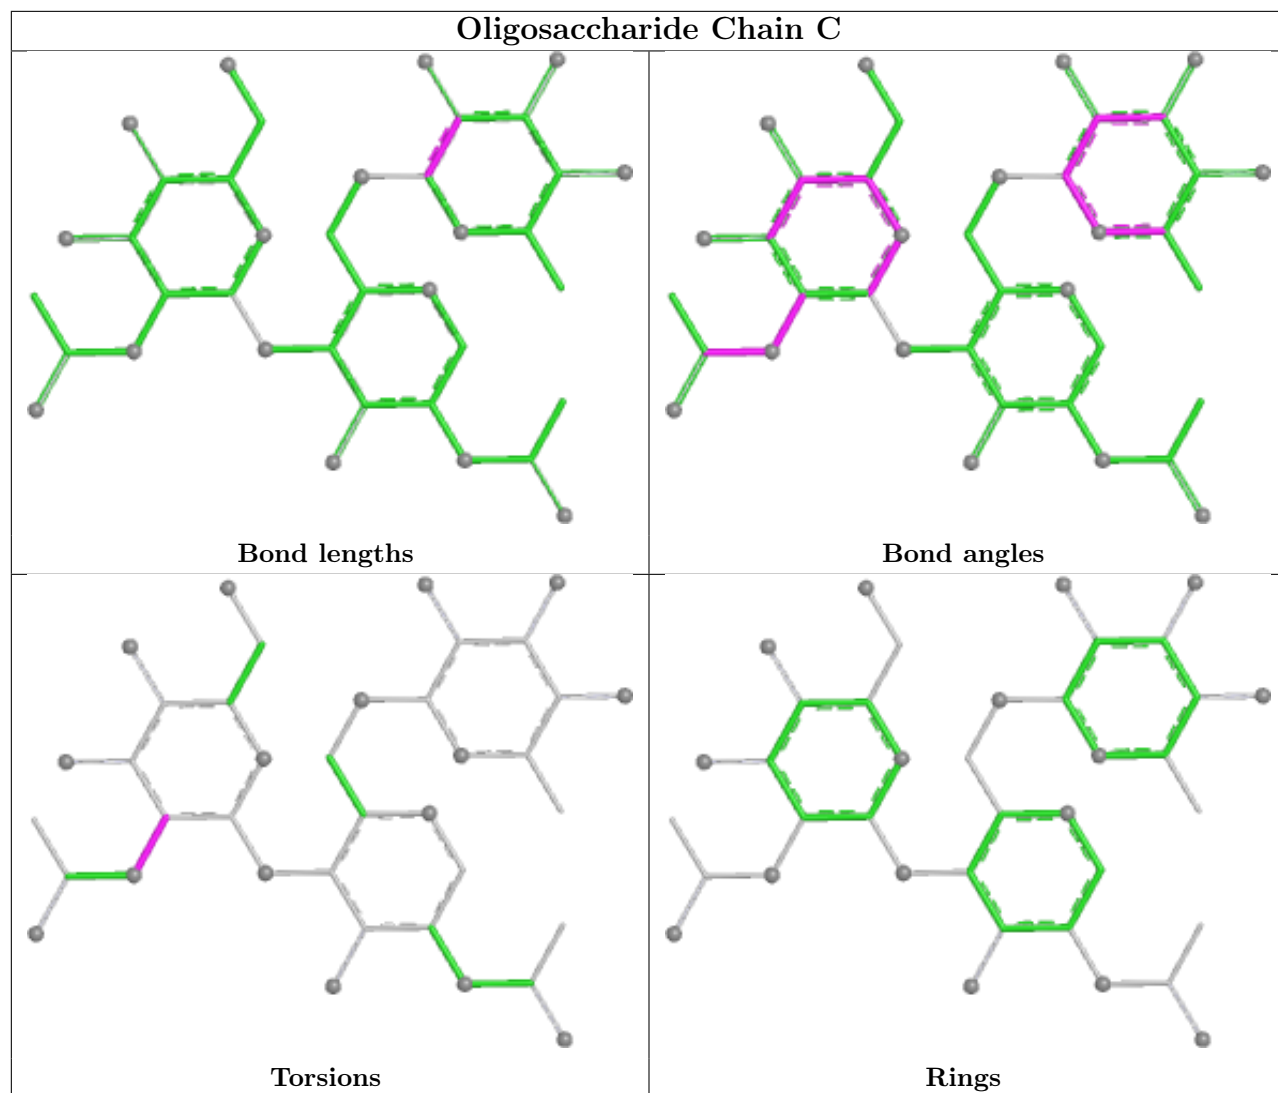 Oligosaccharide Chain C
Bond lengths
Bond angles
Torsions
Rings